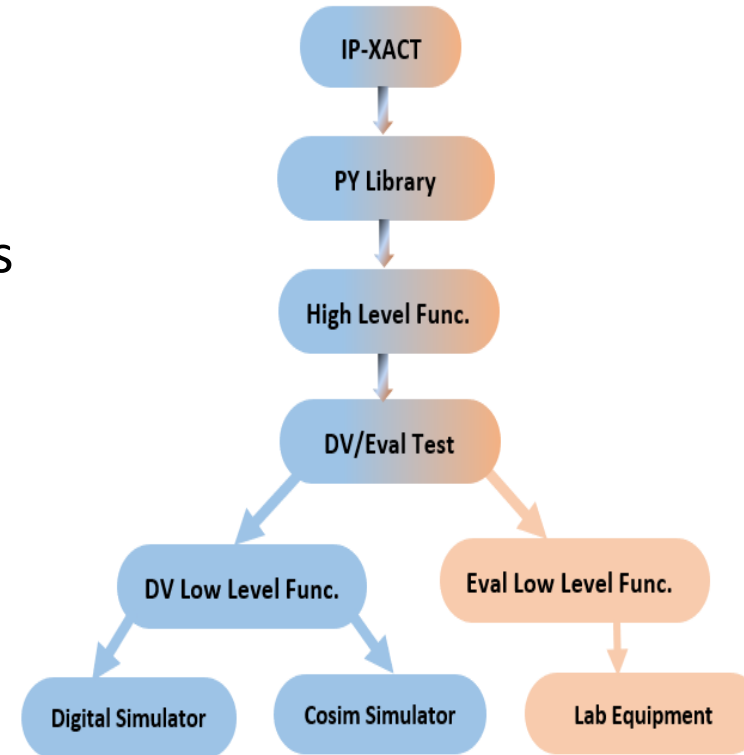 IP-XACT
PY Library
s
High Level Func.
DV/Eval Test
DV Low Level Func.
Eval Low Level Func.
Digital Simulator
Cosim Simulator
Lab Equipment